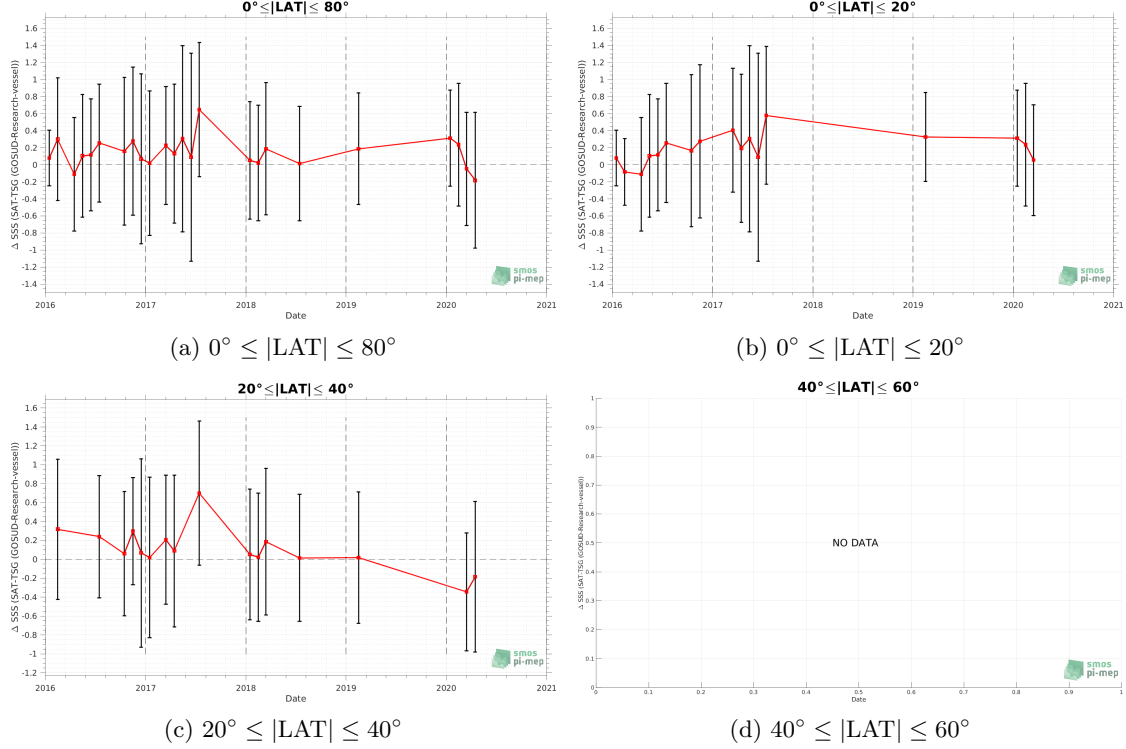 0°≤|LAT|≤ 80°
Δ SSS (SAT-TSG (GOSUD-Research-vessel))
1.6
1.4
1.2
1
0.8
0.6
0.4
0.2
0
-0.2
-0.4
-0.6
-0.8
-1
-1.2
-1.4
2016 2017 2018 2019 2020 2021
Date
smos
pi-mep
(a) 0° ≤ |LAT| ≤ 80°
0°≤|LAT|≤ 20°
Δ SSS (SAT-TSG (GOSUD-Research-vessel))
1.6
1.4
1.2
1
0.8
0.6
0.4
0.2
0
-0.2
-0.4
-0.6
-0.8
-1
-1.2
-1.4
2016 2017 2018 2019 2020 2021
Date
smos
pi-mep
(b) 0° ≤ |LAT| ≤ 20°
20°≤|LAT|≤ 40°
Δ SSS (SAT-TSG (GOSUD-Research-vessel))
1.6
1.4
1.2
1
0.8
0.6
0.4
0.2
0
-0.2
-0.4
-0.6
-0.8
-1
-1.2
2016 2017 2018 2019 2020 2021
Date
smos
pi-mep
(c) 20° ≤ |LAT| ≤ 40°
40°≤|LAT|≤ 60°
Δ SSS (SAT-TSG (GOSUD-Research-vessel))
1
0.9
0.8
0.7
0.6
0.5
0.4
0.3
0.2
0.1
0
NO DATA
0 0.1 0.2 0.3 0.4 0.5 0.6 0.7 0.8 0.9 1
Date
smos
pi-mep
(d) 40° ≤ |LAT| ≤ 60°